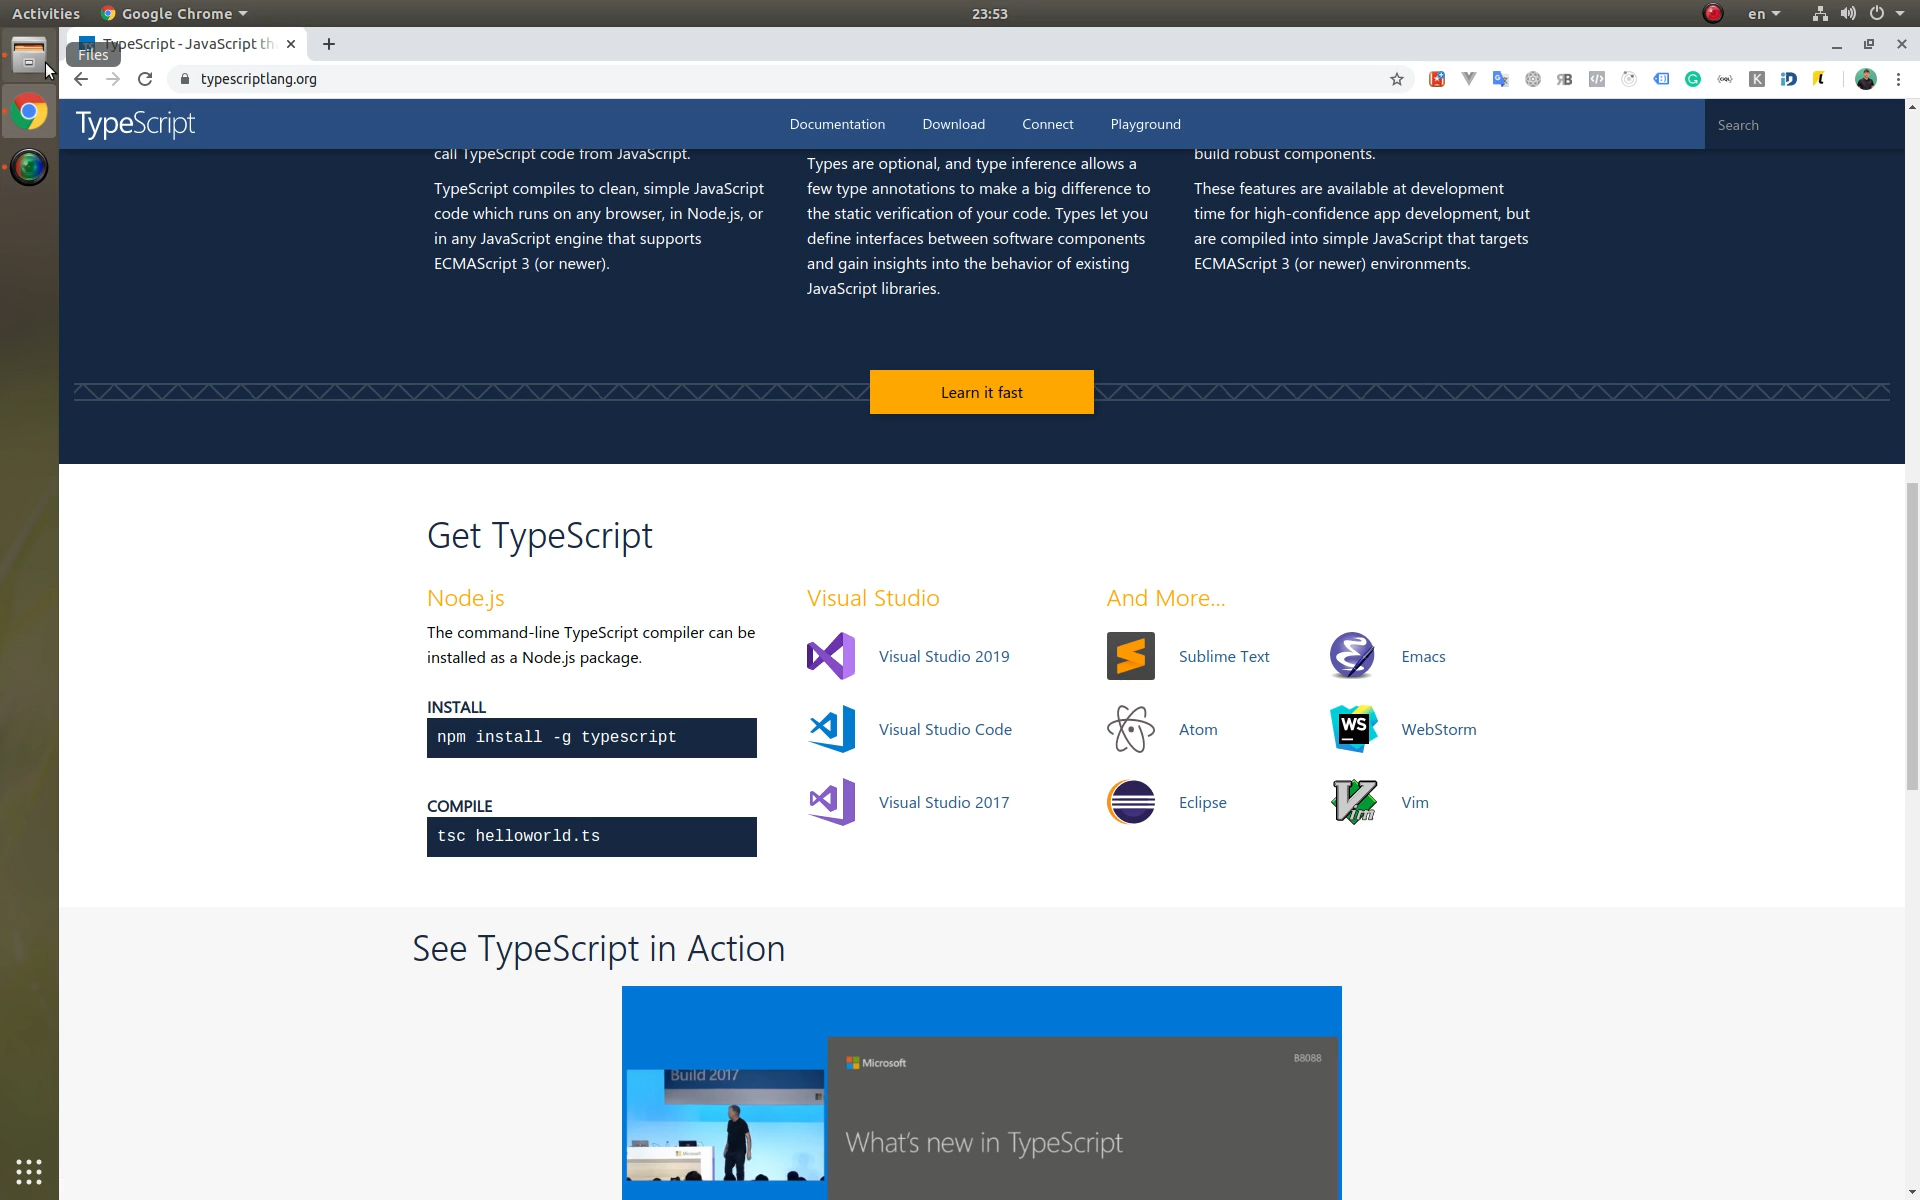 Activities
Google Chrome
23:53
en
TypeScript - JavaScript th
Files
typescriptlang.org
TypeScript
Documentation
Download
Connect
Playground
Search
call TypeScript code from JavaScript.
TypeScript compiles to clean, simple JavaScript
code which runs on any browser, in Node.js, or
in any JavaScript engine that supports
ECMAScript 3 (or newer).
Types are optional, and type inference allows a
few type annotations to make a big difference to
the static verification of your code. Types let you
define interfaces between software components
and gain insights into the behavior of existing
JavaScript libraries.
build robust components.
These features are available at development
time for high-confidence app development, but
are compiled into simple JavaScript that targets
ECMAScript 3 (or newer) environments.
Learn it fast
Get TypeScript
Node.js
The command-line TypeScript compiler can be
installed as a Node.js package.
INSTALL
npm install -g typescript
COMPILE
tsc helloworld.ts
Visual Studio
Visual Studio 2019
Visual Studio Code
Visual Studio 2017
And More...
Sublime Text
Emacs
Atom
WS
WebStorm
Eclipse
Vim
See TypeScript in Action
Build 2017
Microsoft
B8088
What's new in TypeScript